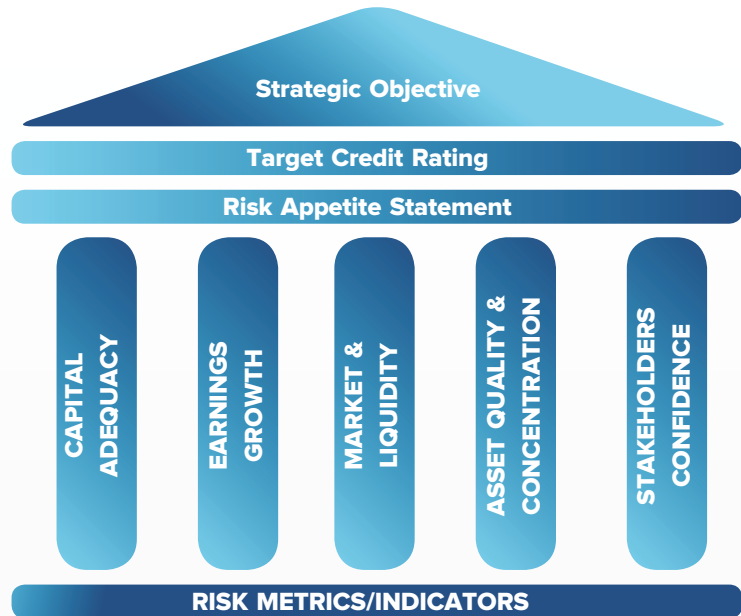 Strategic Objective
Target Credit Rating
Risk Appetite Statement
CAPITAL
ADEQUACY
EARNINGS
GROWTH
MARKET &
LIQUIDITY
ASSET QUALITY &
CONCENTRATION
STAKEHOLDERS
CONFIDENCE
RISK METRICS/INDICATORS